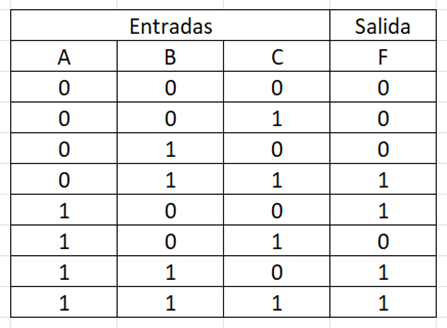 Entradas Salida
A B C F
0 0 0 0
0 0 1 0
0 1 0 0
0 1 1 1
1 0 0 1
1 0 1 0
1 1 0 1
1 1 1 1